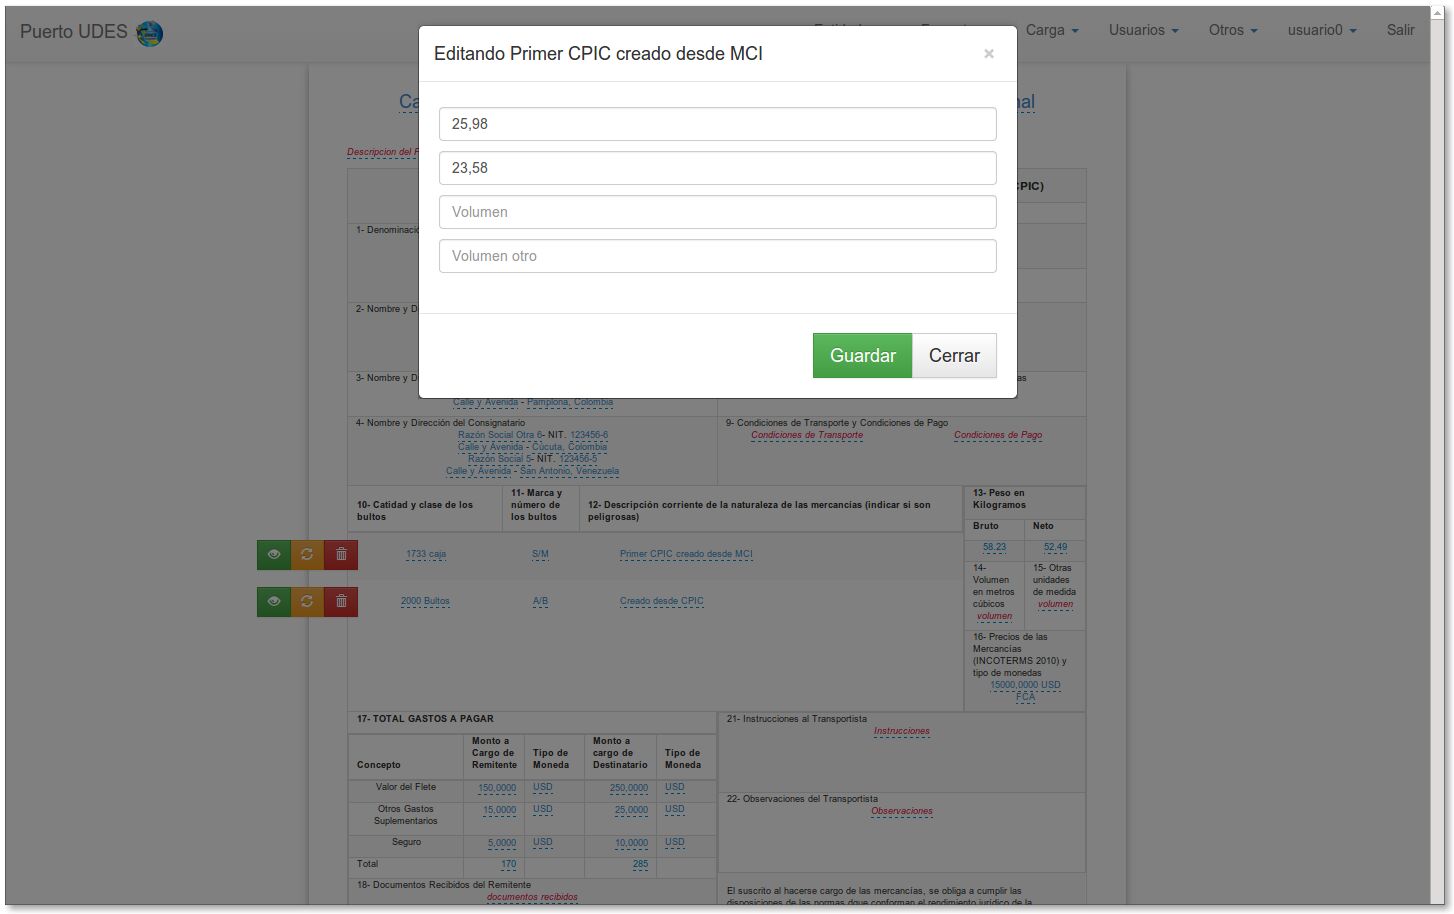 Puerto UDES
Carga
Usuarios
Otros
usuario0
Salir
Editando Primer CPIC creado desde MCI
×
25,98
23,58
Volumen
Volumen otro
Guardar
Cerrar
Ca
nal
Descripcion del F
CPIC)
1- Denominació
2- Nombre y D
3- Nombre y D
as
Calle y Avenida - Pamplona, Colombia
4- Nombre y Dirección del Consignatario
Razón Social Otra 6- NIT. 123456-6
Calle y Avenida - Cúcuta, Colombia
Razón Social 5- NIT. 123456-5
Calle y Avenida - San Antonio, Venezuela
9- Condiciones de Transporte y Condiciones de Pago
Condiciones de Transporte
Condiciones de Pago
10- Catidad y clase de los
bultos
11- Marca y
número de
los bultos
12- Descripción corriente de la naturaleza de las mercancías (indicar si son
peligrosas)
13- Peso en
Kilogramos
Bruto
Neto
58.23
52,49
1733 caja
S/M
Primer CPIC creado desde MCI
2000 Bultos
A/B
Creado desde CPIC
14-
Volumen
en metros
cúbicos
volumen
15- Otras
unidades
de medida
volumen
16- Precios de las
Mercancías
(INCOTERMS 2010) y
tipo de monedas
15000,0000 USD
FCA
17- TOTAL GASTOS A PAGAR
Concepto
Monto a
Cargo de
Remitente
Tipo de
Moneda
Monto a
cargo de
Destinatario
Tipo de
Moneda
Valor del Flete
150,0000
USD
250,0000
USD
Otros Gastos
Suplementarios
15,0000
USD
25,0000
USD
Seguro
5,0000
USD
10,0000
USD
Total
170
285
18- Documentos Recibidos del Remitente
documentos recibidos
21- Instrucciones al Transportista
Instrucciones
22- Observaciones del Transportista
Observaciones
El suscrito al hacerse cargo de las mercancías, se obliga a cumplir las
disposiciones de las normas dque conforman el rendimiento jurídico de la